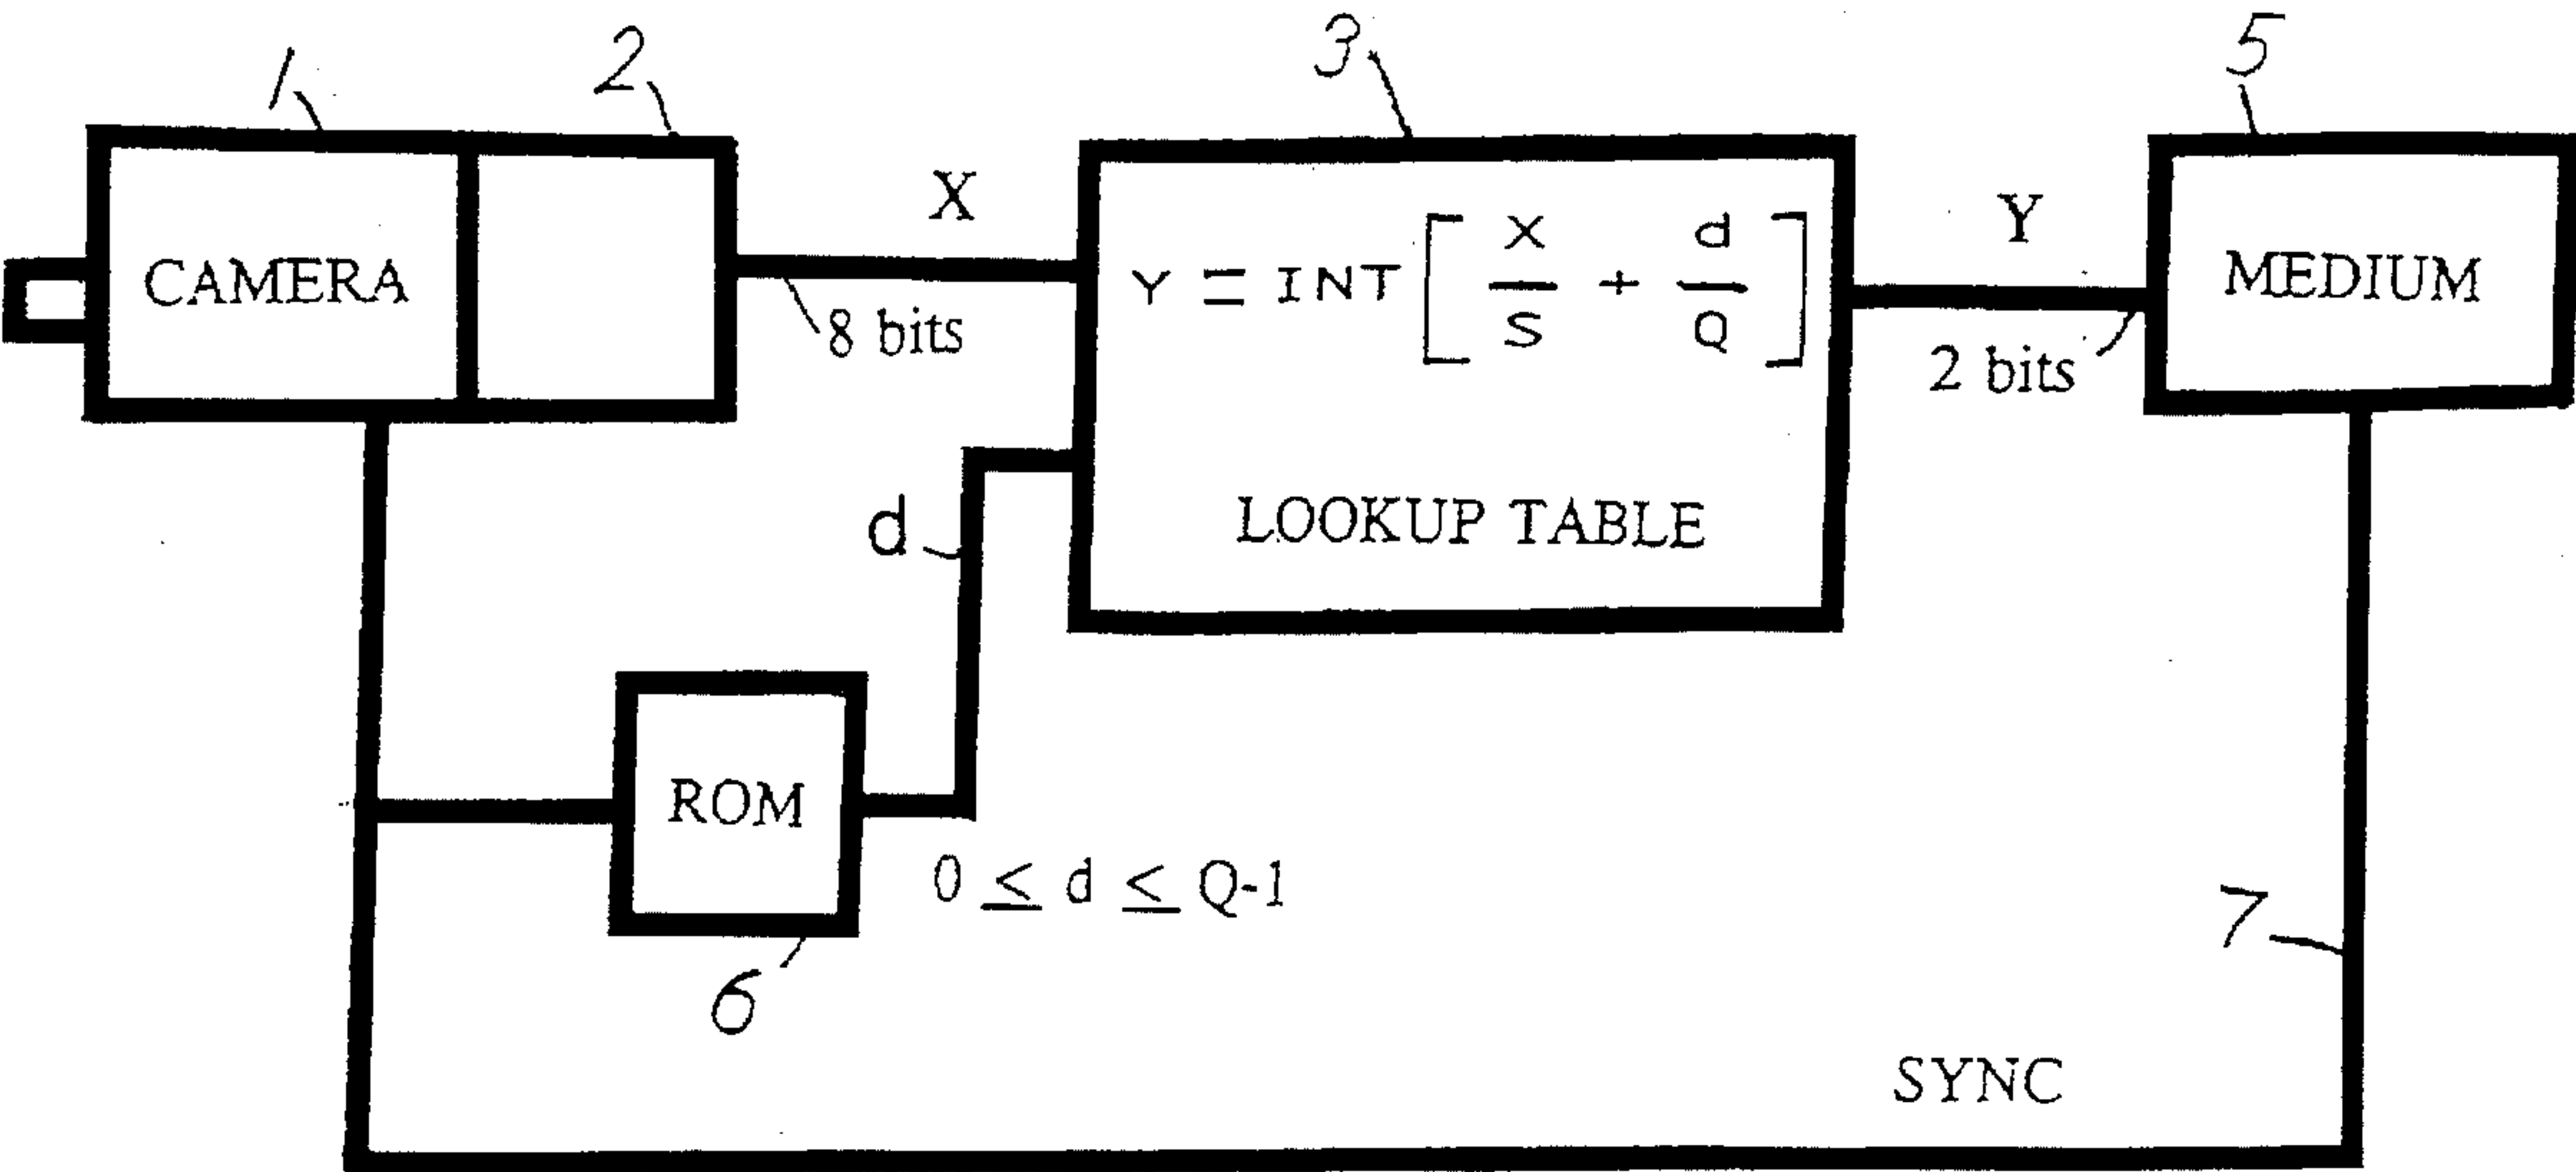 1
2
3
5
CAMERA
X
8 bits
Y = INT [ X/S + d/Q ]
LOOKUP TABLE
Y
2 bits
MEDIUM
d
ROM
0 ≤ d ≤ Q-1
6
7
SYNC